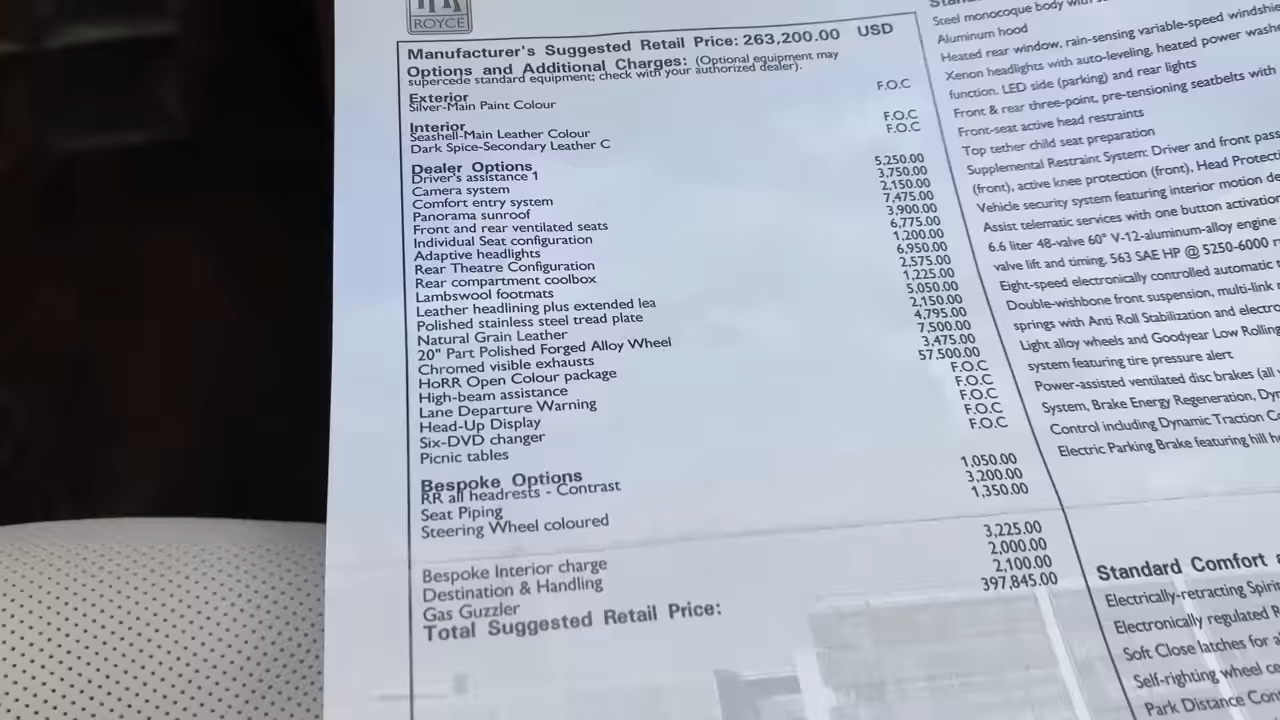 ROYCE
Manufacturer's Suggested Retail Price: 263,200.00 USD
Options and Additional Charges: (Optional equipment may
supercede standard equipment; check with your authorized dealer).
Exterior
Silver-Main Paint Colour F.O.C
Interior
Seashell-Main Leather Colour F.O.C
Dark Spice-Secondary Leather C F.O.C
Dealer Options
Driver's assistance 1 5,250.00
Camera system 3,750.00
Comfort entry system 2,150.00
Panorama sunroof 7,475.00
Front and rear ventilated seats 3,900.00
Individual Seat configuration 6,775.00
Adaptive headlights 1,200.00
Rear Theatre Configuration 6,950.00
Rear compartment coolbox 2,575.00
Lambswool footmats 1,225.00
Leather headlining plus extended lea 5,050.00
Polished stainless steel tread plate 2,150.00
Natural Grain Leather 4,795.00
20" Part Polished Forged Alloy Wheel 7,500.00
Chromed visible exhausts 3,475.00
HoRR Open Colour package 57,500.00
High-beam assistance F.O.C
Lane Departure Warning F.O.C
Head-Up Display F.O.C
Six-DVD changer F.O.C
Picnic tables F.O.C
Bespoke Options
RR all headrests - Contrast 1,050.00
Seat Piping 3,200.00
Steering Wheel coloured 1,350.00
Bespoke Interior charge 3,225.00
Destination & Handling 2,000.00
Gas Guzzler 2,100.00
Total Suggested Retail Price: 397,845.00
Steel monocoque body with
Aluminum hood
Heated rear window, rain-sensing variable-speed windshie
Xenon headlights with auto-leveling, heated power washe
function. LED side (parking) and rear lights
Front & rear three-point, pre-tensioning seatbelts with
Front-seat active head restraints
Top tether child seat preparation
Supplemental Restraint System: Driver and front pass
(front), active knee protection (front), Head Protecti
Vehicle security system featuring interior motion de
Assist telematic services with one button activation
6.6 liter 48-valve 60° V-12-aluminum-alloy engine
valve lift and timing. 563 SAE HP @ 5250-6000 r
Eight-speed electronically controlled automatic
Double-wishbone front suspension, multi-link
springs with Anti Roll Stabilization and electro
Light alloy wheels and Goodyear Low Rolling
system featuring tire pressure alert
Power-assisted ventilated disc brakes (all
System, Brake Energy Regeneration, Dyn
Control including Dynamic Traction C
Electric Parking Brake featuring hill h
Standard Comfort a
Electrically-retracting Spirit
Electronically regulated R
Soft Close latches for a
Self-righting wheel ce
Park Distance Con